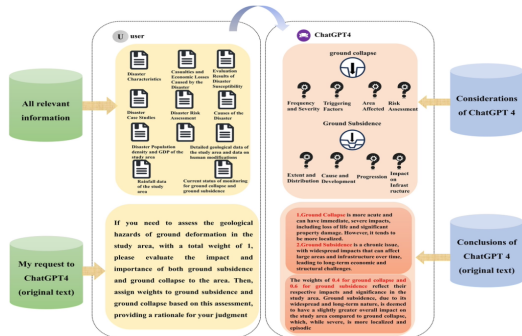 U user
Disaster
Characteristics
Casualties and
Economic Losses
Caused by the
Disaster
Evaluation
Results of
Disaster
Susceptibility
Disaster
Case Studies
Disaster Risk
Assessment
Causes of the
Disaster
Disaster Population
density and GDP of the
study area
Detailed geological data of
the study area and data on
human modifications
Rainfall data
of the study
area
Current status of monitoring
for ground collapse and
ground subsidence
All relevant
information
My request to
ChatGPT4
(original text)
If you need to assess the geological
hazards of ground deformation in the
study area, with a total weight of 1,
please evaluate the impact and
importance of both ground subsidence
and ground collapse to the area. Then,
assign weights to ground subsidence and
ground collapse based on this assessment,
providing a rationale for your judgment
ChatGPT4
ground collapse
Frequency
and Severity
Triggering
Factors
Area
Affected
Risk
Assessment
Ground Subsidence
Extent and
Distribution
Cause and
Development
Progression
Impact
on
Infrast
ructure
Considerations
of ChatGPT 4
1.Ground Collapse is more acute and
can have immediate, severe impacts,
including loss of life and significant
property damage. However, it tends to
be more localized.
2.Ground Subsidence is a chronic issue,
with widespread impacts that can affect
large areas and infrastructure over time,
leading to long-term economic and
structural challenges.
The weights of 0.4 for ground collapse and
0.6 for ground subsidence reflect their
respective impacts and significance in
the study area. Ground subsidence, due
to its widespread and long-term nature, is deemed
to have a slightly greater overall impact on
the study area compared to ground collapse,
which, while severe, is more localized and
episodic
Conclusions of
ChatGPT 4
(original text)